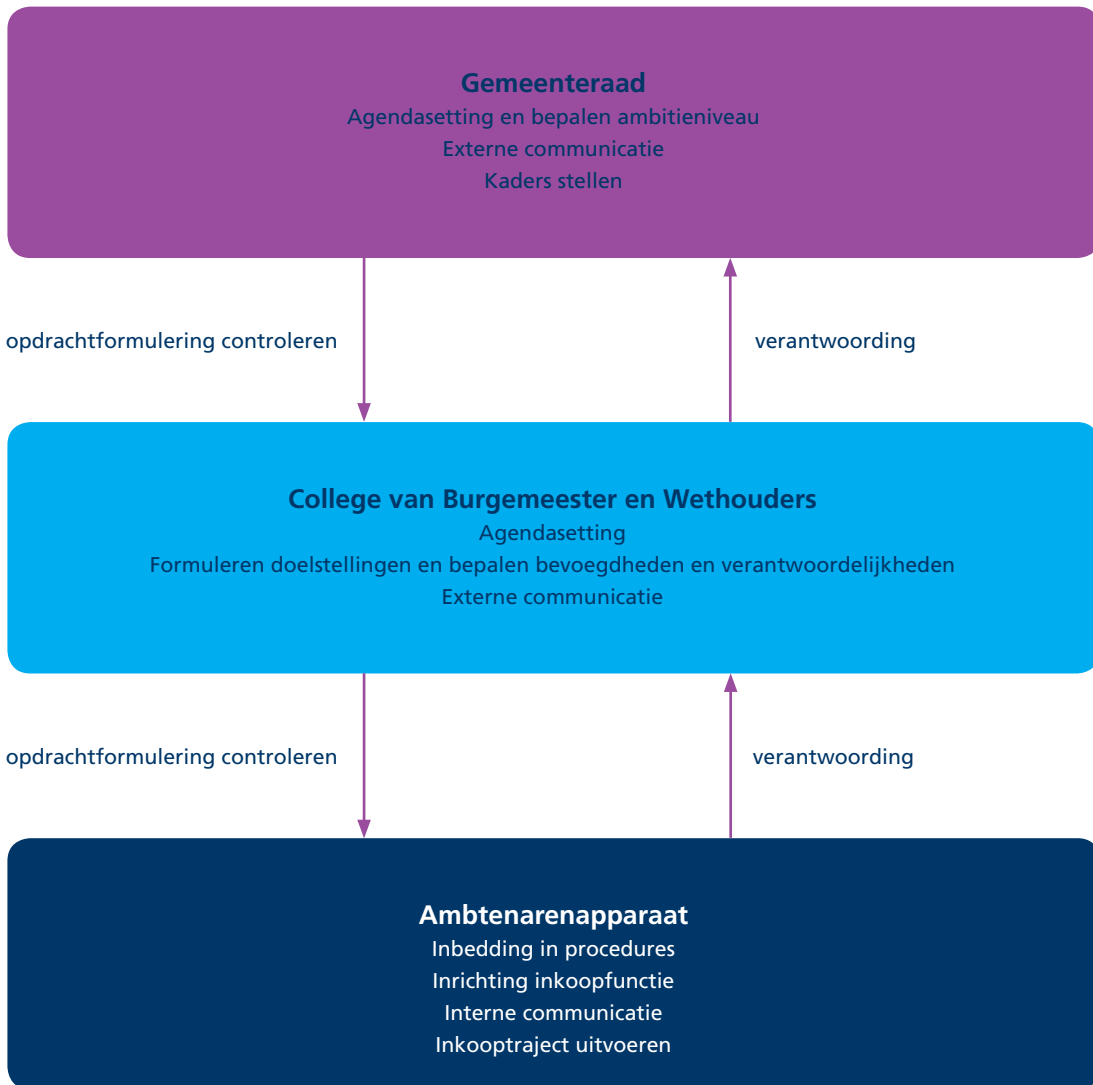 Gemeenteraad
Agendasetting en bepalen ambitieniveau
Externe communicatie
Kaders stellen
opdrachtformulering controleren
verantwoording
College van Burgemeester en Wethouders
Agendasetting
Formuleren doelstellingen en bepalen bevoegdheden en verantwoordelijkheden
Externe communicatie
opdrachtformulering controleren
verantwoording
Ambtenarenapparaat
Inbedding in procedures
Inrichting inkoopfunctie
Interne communicatie
Inkooptraject uitvoeren